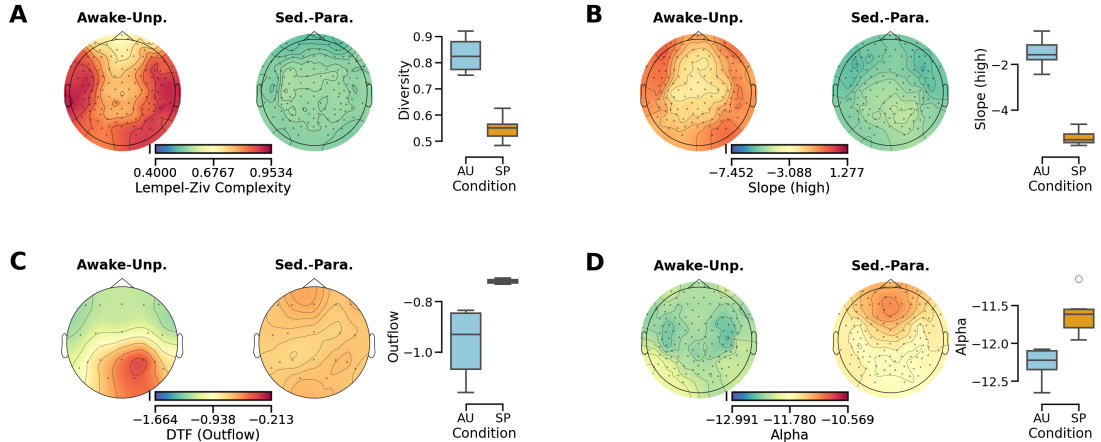 A
Awake-Unp.
Sed.-Para.
0.4000 0.6767 0.9534
Lempel-Ziv Complexity
Diversity
0.9
0.8
0.7
0.6
0.5
AU SP
Condition
B
Awake-Unp.
Sed.-Para.
−7.452 −3.088 1.277
Slope (high)
Slope (high)
−2
−4
AU SP
Condition
C
Awake-Unp.
Sed.-Para.
−1.664 −0.938 −0.213
DTF (Outflow)
Outflow
−0.8
−1.0
AU SP
Condition
D
Awake-Unp.
Sed.-Para.
−12.991 −11.780 −10.569
Alpha
Alpha
−11.5
−12.0
−12.5
AU SP
Condition